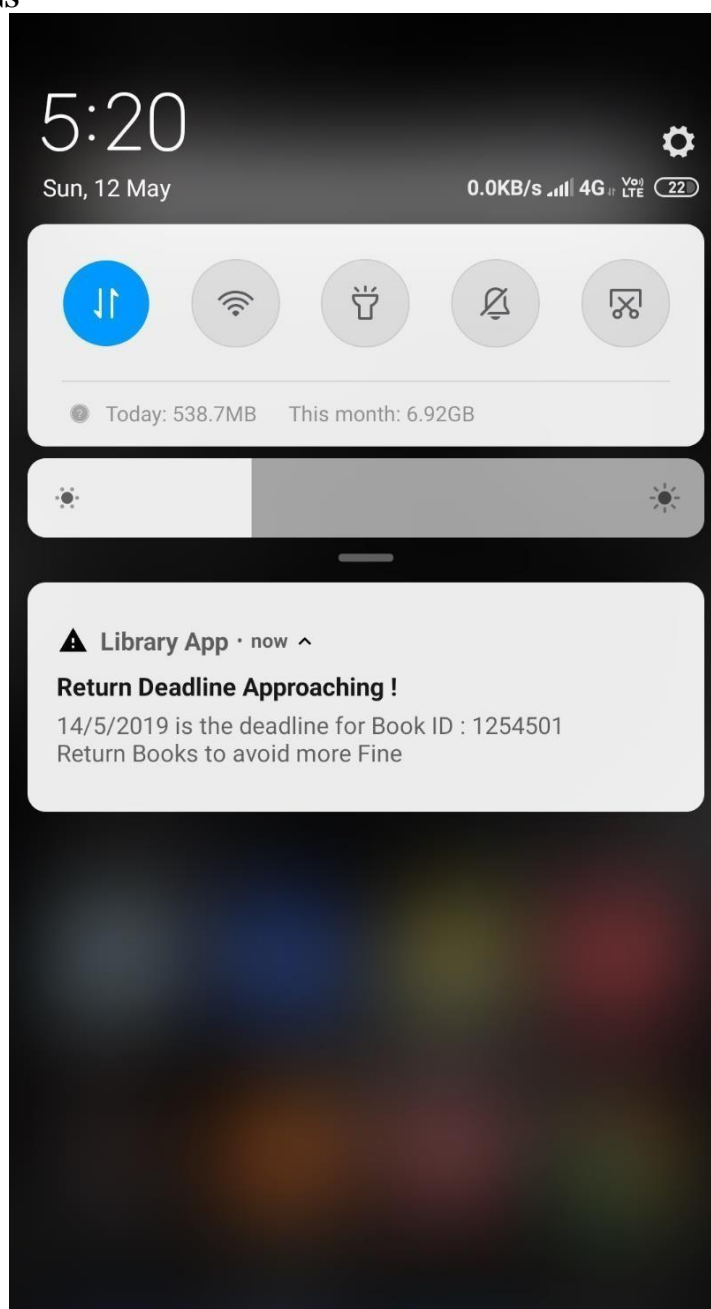 5:20
Sun, 12 May
0.0KB/s 4G Vo) LTE 22
Today: 538.7MB This month: 6.92GB
Library App · now
Return Deadline Approaching !
14/5/2019 is the deadline for Book ID : 1254501
Return Books to avoid more Fine